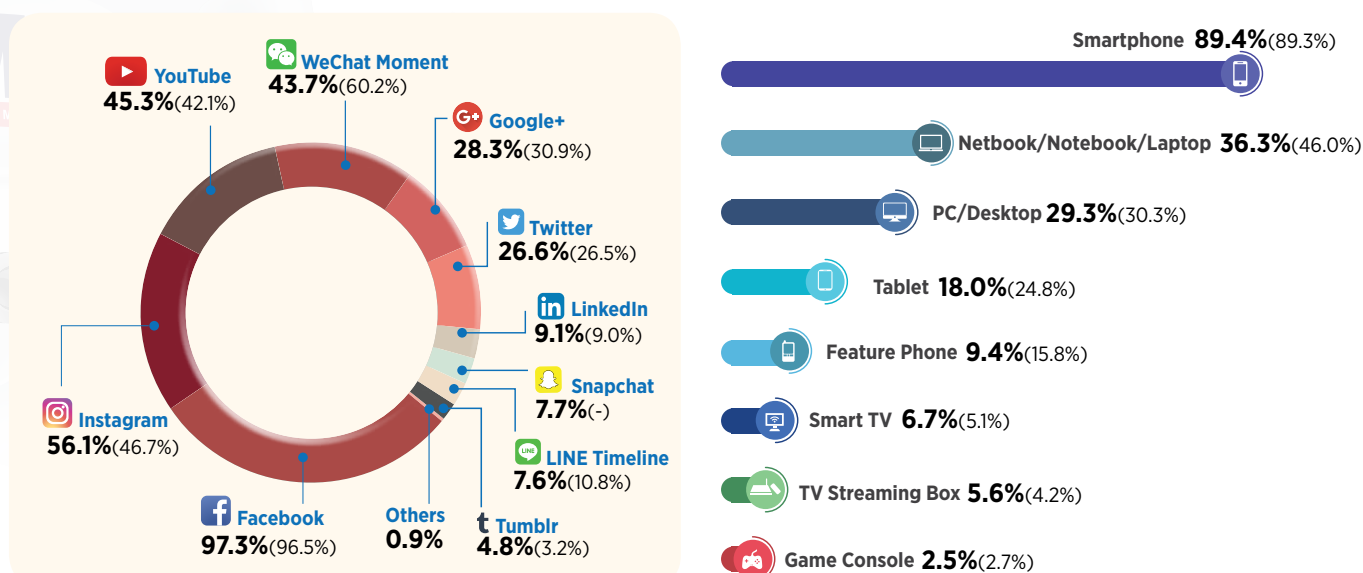 YouTube
45.3%(42.1%)
WeChat Moment
43.7%(60.2%)
G+ Google+
28.3%(30.9%)
Twitter
26.6%(26.5%)
in LinkedIn
9.1%(9.0%)
Snapchat
7.7%(-)
LINE LINE Timeline
7.6%(10.8%)
t Tumblr
4.8%(3.2%)
Others
0.9%
f Facebook
97.3%(96.5%)
Instagram
56.1%(46.7%)
Smartphone 89.4%(89.3%)
Netbook/Notebook/Laptop 36.3%(46.0%)
PC/Desktop 29.3%(30.3%)
Tablet 18.0%(24.8%)
Feature Phone 9.4%(15.8%)
Smart TV 6.7%(5.1%)
TV Streaming Box 5.6%(4.2%)
Game Console 2.5%(2.7%)